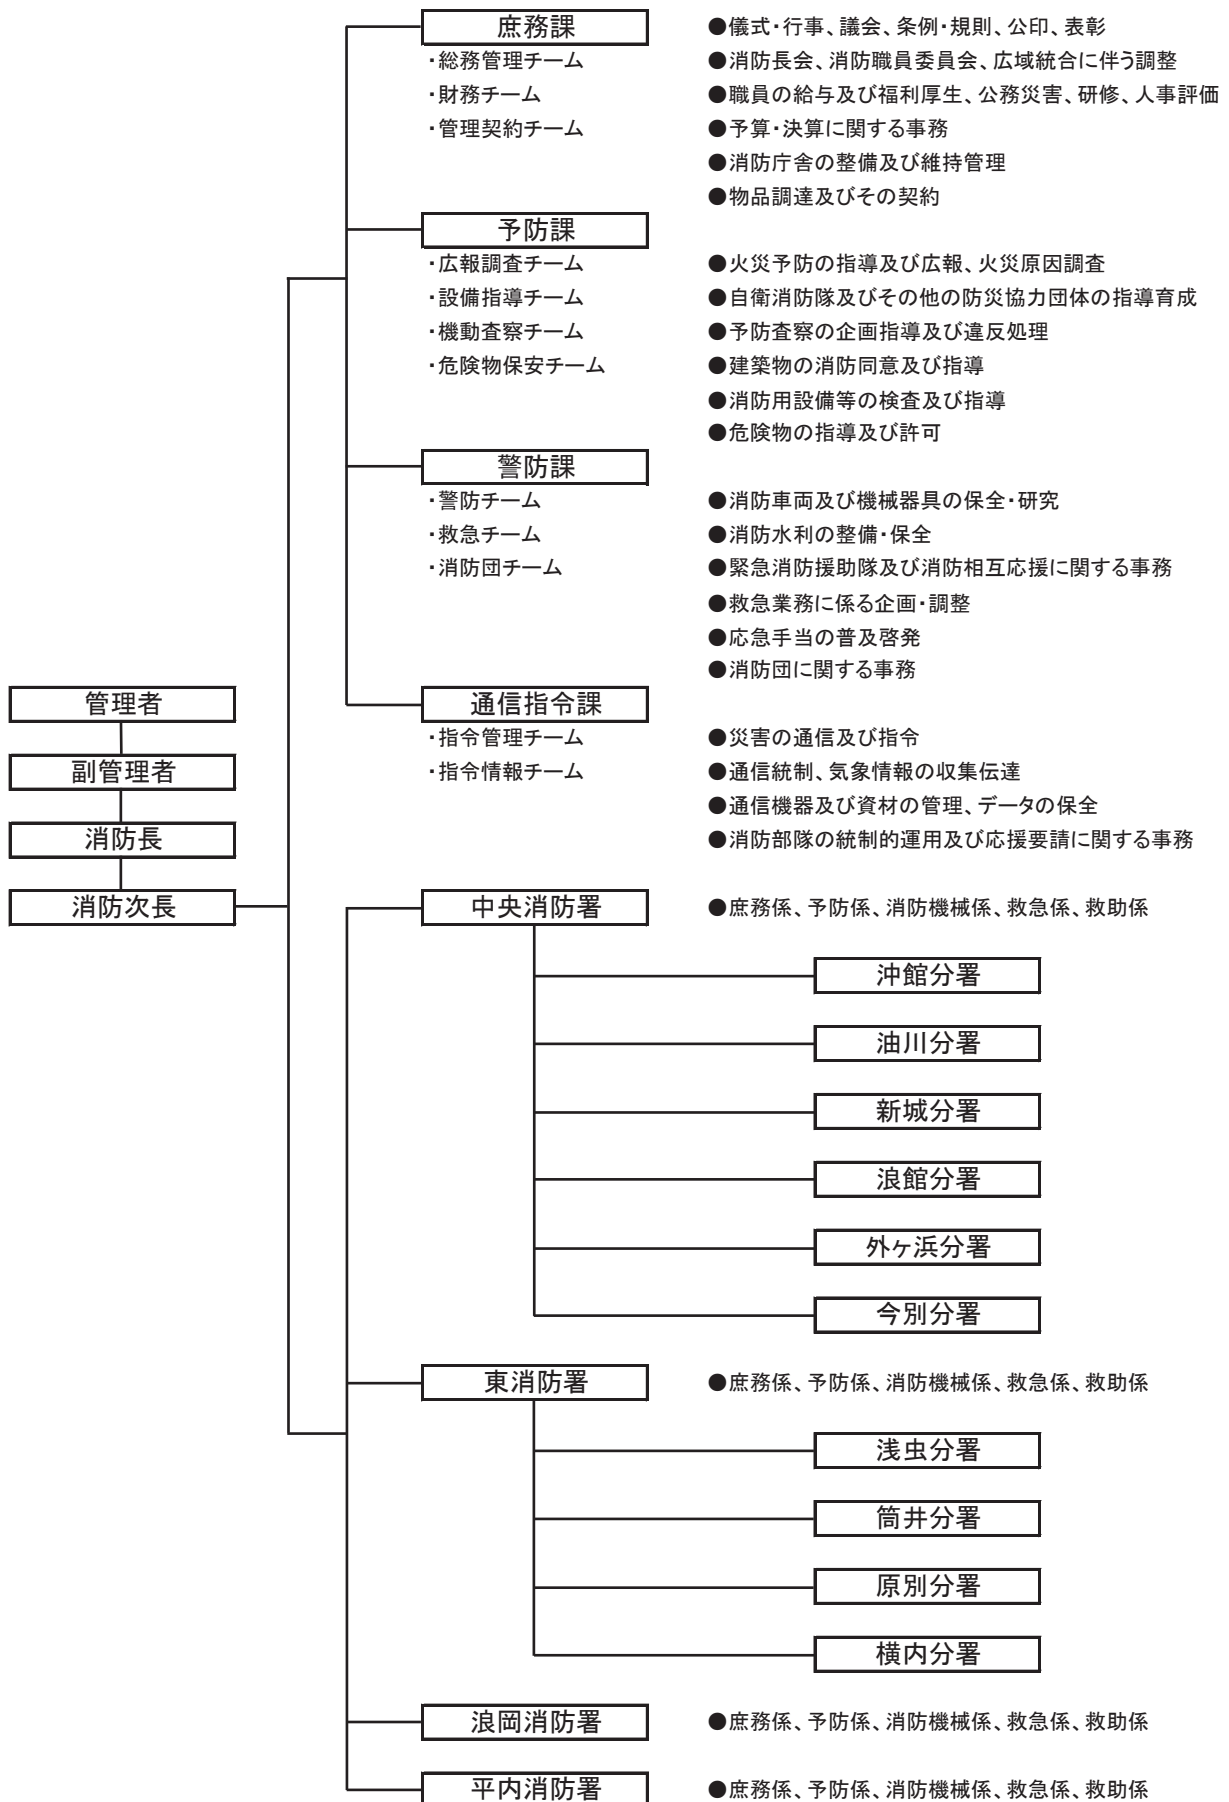 庶務課 ●儀式・行事、議会、条例・規則、公印、表彰
・総務管理チーム ●消防長会、消防職員委員会、広域統合に伴う調整
・財務チーム ●職員の給与及び福利厚生、公務災害、研修、人事評価
・管理契約チーム ●予算・決算に関する事務
●消防庁舎の整備及び維持管理
●物品調達及びその契約
予防課
・広報調査チーム ●火災予防の指導及び広報、火災原因調査
・設備指導チーム ●自衛消防隊及びその他の防災協力団体の指導育成
・機動査察チーム ●予防査察の企画指導及び違反処理
・危険物保安チーム ●建築物の消防同意及び指導
●消防用設備等の検査及び指導
●危険物の指導及び許可
警防課
・警防チーム ●消防車両及び機械器具の保全・研究
・救急チーム ●消防水利の整備・保全
・消防団チーム ●緊急消防援助隊及び消防相互応援に関する事務
●救急業務に係る企画・調整
●応急手当の普及啓発
●消防団に関する事務
管理者 通信指令課
・指令管理チーム ●災害の通信及び指令
副管理者 ・指令情報チーム ●通信統制、気象情報の収集伝達
●通信機器及び資材の管理、データの保全
消防長 ●消防部隊の統制的運用及び応援要請に関する事務
消防次長 中央消防署 ●庶務係、予防係、消防機械係、救急係、救助係
沖館分署
油川分署
新城分署
浪館分署
外ヶ浜分署
今別分署
東消防署 ●庶務係、予防係、消防機械係、救急係、救助係
浅虫分署
筒井分署
原別分署
横内分署
浪岡消防署 ●庶務係、予防係、消防機械係、救急係、救助係
平内消防署 ●庶務係、予防係、消防機械係、救急係、救助係